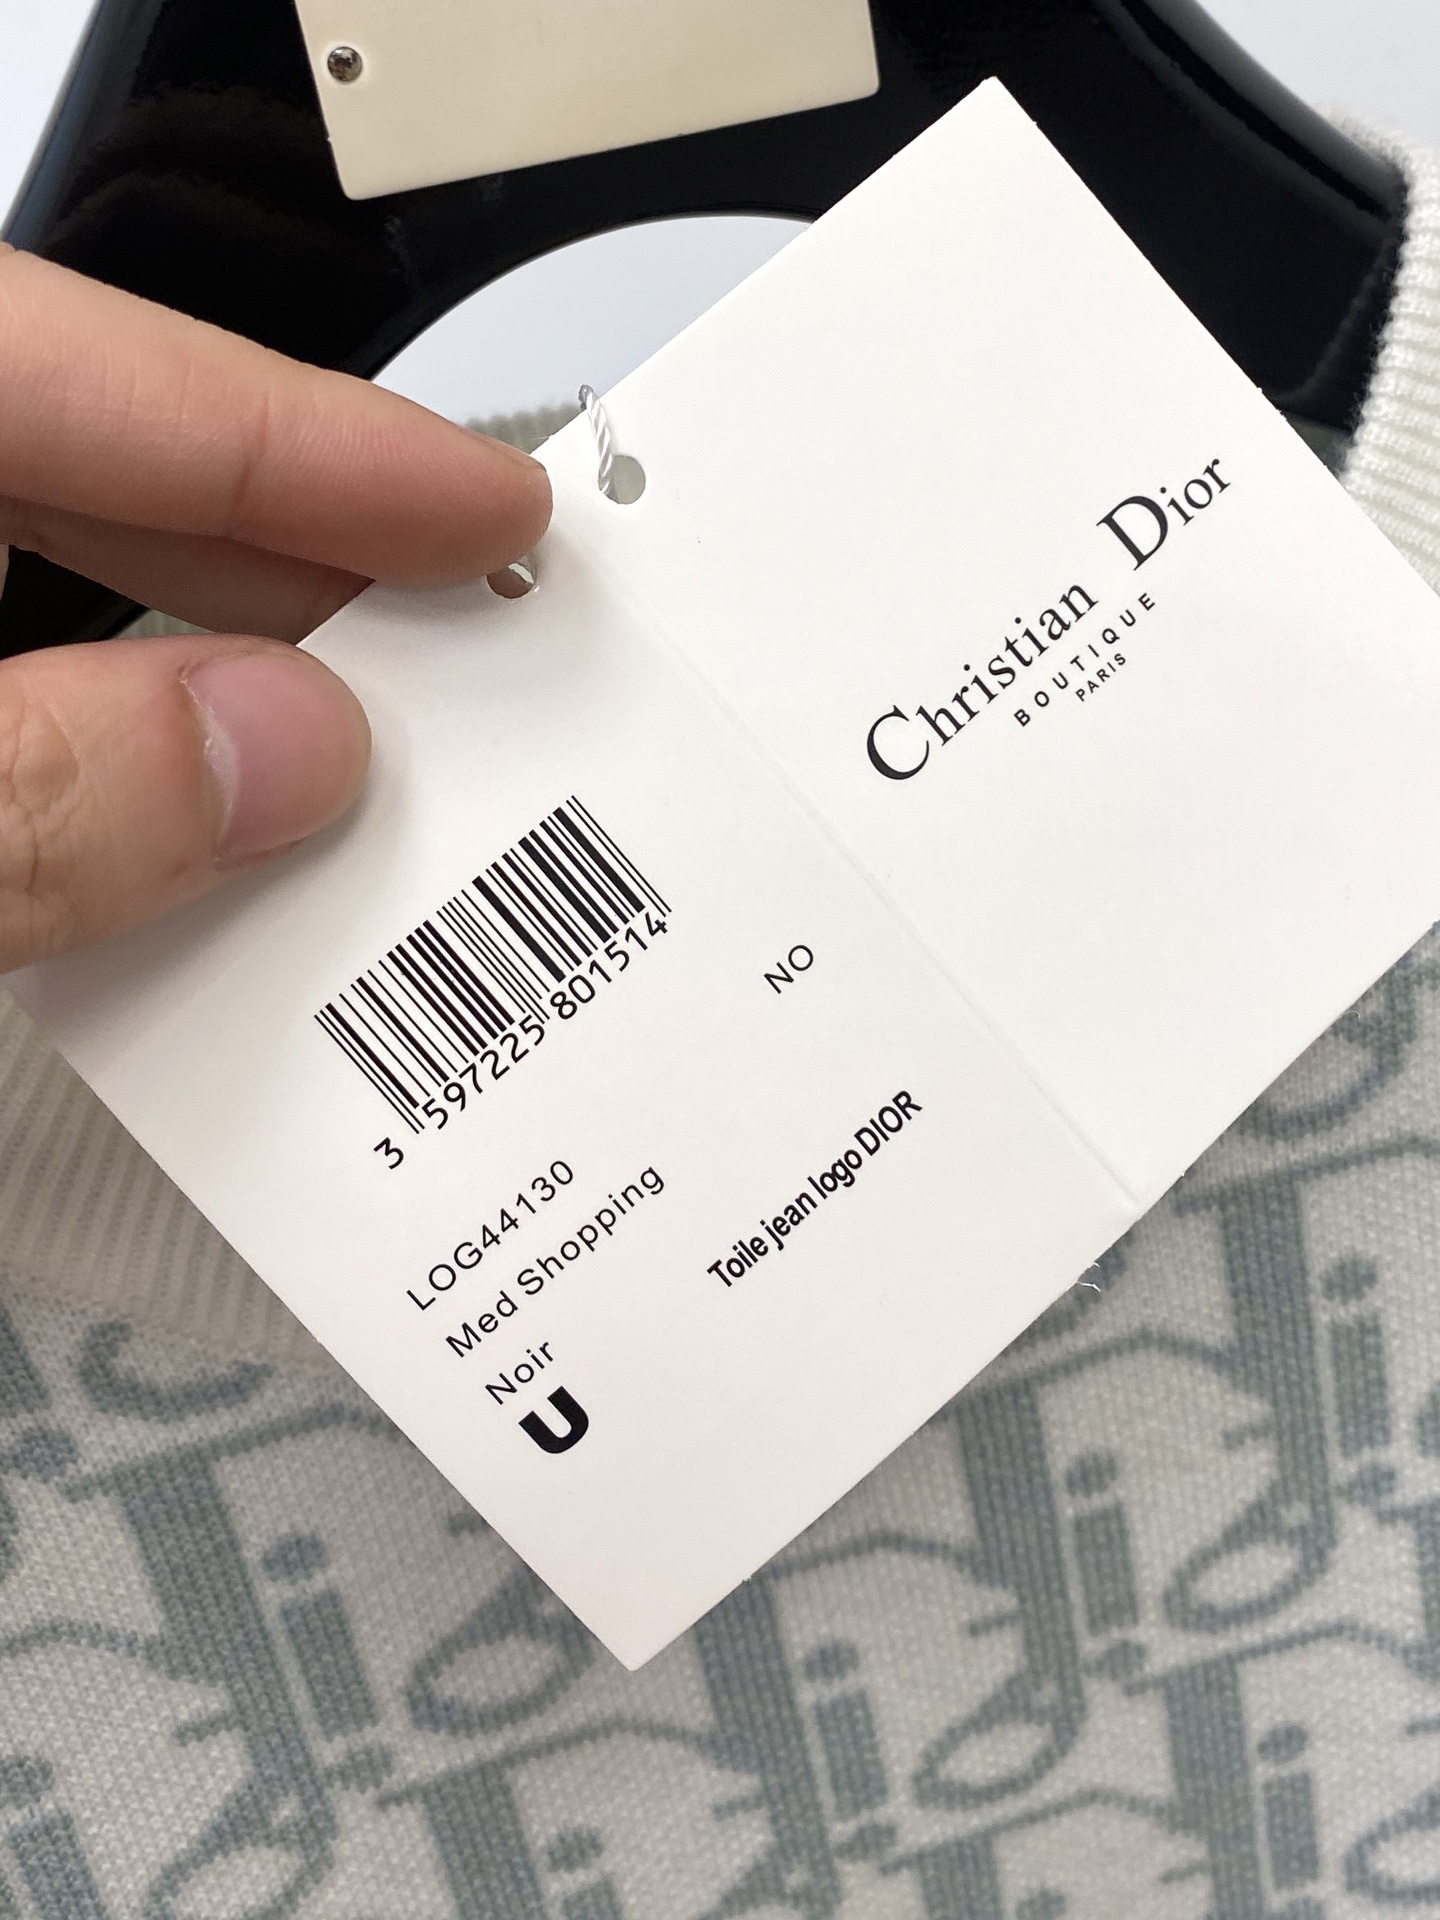 Christian Dior
BOUTIQUE
PARIS
3 597225 801514
NO
LOG44130
Med Shopping
Noir
U
Toile jean logo DIOR